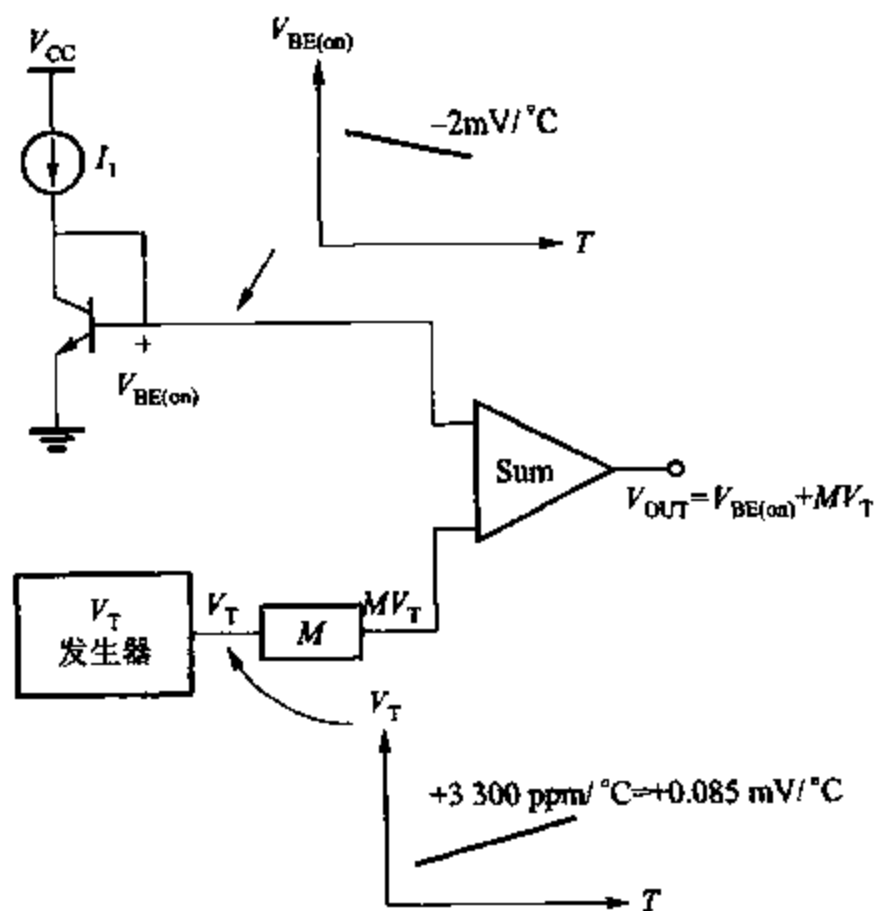 V_BE(on)
V_CC
−2mV/°C
I_1
T
+
V_BE(on)
Sum
V_OUT=V_BE(on)+MV_T
V_T
发生器
V_T
M
MV_T
V_T
+3 300 ppm/°C=+0.085 mV/°C
T